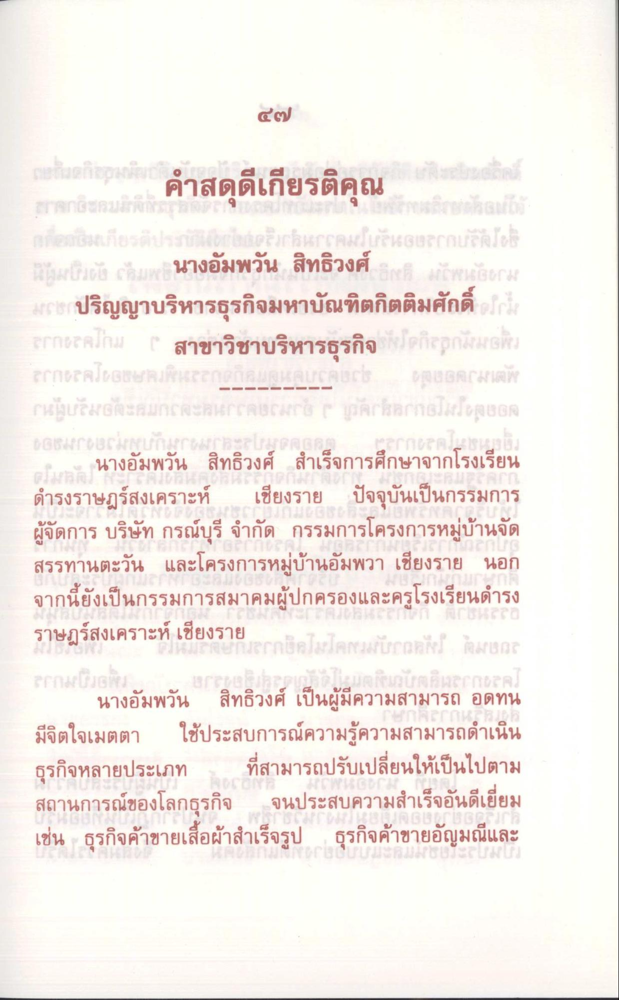 ๔๗
คำสดุดีเกียรติคุณ
นางอัมพวัน สิทธิวงศ์
ปริญญาบริหารธุรกิจมหาบัณฑิตกิตติมศักดิ์
สาขาวิชาบริหารธุรกิจ
---------
นางอัมพวัน สิทธิวงศ์ สำเร็จการศึกษาจากโรงเรียน
ดำรงราษฎร์สงเคราะห์ เชียงราย ปัจจุบันเป็นกรรมการ
ผู้จัดการ บริษัท กรณ์บุรี จำกัด กรรมการโครงการหมู่บ้านจัด
สรรทานตะวัน และโครงการหมู่บ้านอัมพวา เชียงราย นอก
จากนี้ยังเป็นกรรมการสมาคมผู้ปกครองและครูโรงเรียนดำรง
ราษฎร์สงเคราะห์ เชียงราย
นางอัมพวัน สิทธิวงศ์ เป็นผู้มีความสามารถ อดทน
มีจิตใจเมตตา ใช้ประสบการณ์ความรู้ความสามารถดำเนิน
ธุรกิจหลายประเภท ที่สามารถปรับเปลี่ยนให้เป็นไปตาม
สถานการณ์ของโลกธุรกิจ จนประสบความสำเร็จอันดีเยี่ยม
เช่น ธุรกิจค้าขายเสื้อผ้าสำเร็จรูป ธุรกิจค้าขายอัญมณีและ